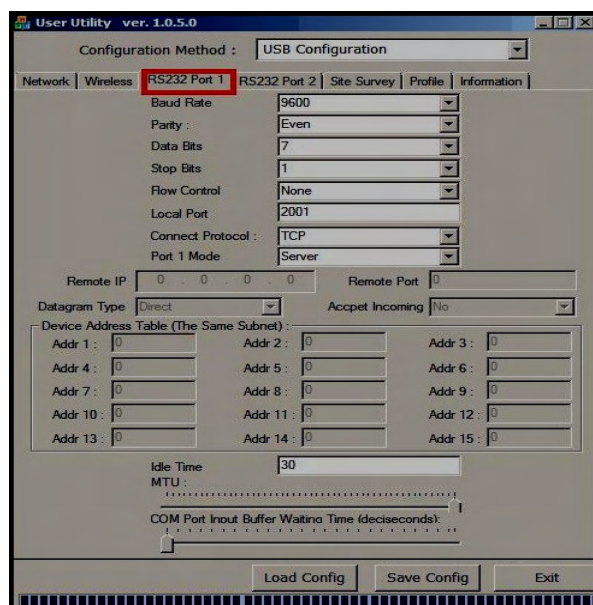 User Utility ver. 1.0.5.0
Configuration Method : USB Configuration
Network Wireless RS232 Port 1 RS232 Port 2 Site Survey Profile Information
Baud Rate 9600
Parity : Even
Data Bits 7
Stop Bits 1
Flow Control None
Local Port 2001
Connect Protocol : TCP
Port 1 Mode Server
Remote IP 0 . 0 . 0 . 0 Remote Port 0
Datagram Type Direct Accpet Incoming No
Device Address Table (The Same Subnet) :
Addr 1 : 0 Addr 2 : 0 Addr 3 : 0
Addr 4 : 0 Addr 5 : 0 Addr 6 : 0
Addr 7 : 0 Addr 8 : 0 Addr 9 : 0
Addr 10 : 0 Addr 11 : 0 Addr 12 : 0
Addr 13 : 0 Addr 14 : 0 Addr 15 : 0
Idle Time 30
MTU :
COM Port Input Buffer Waiting Time (deciseconds):
Load Config Save Config Exit